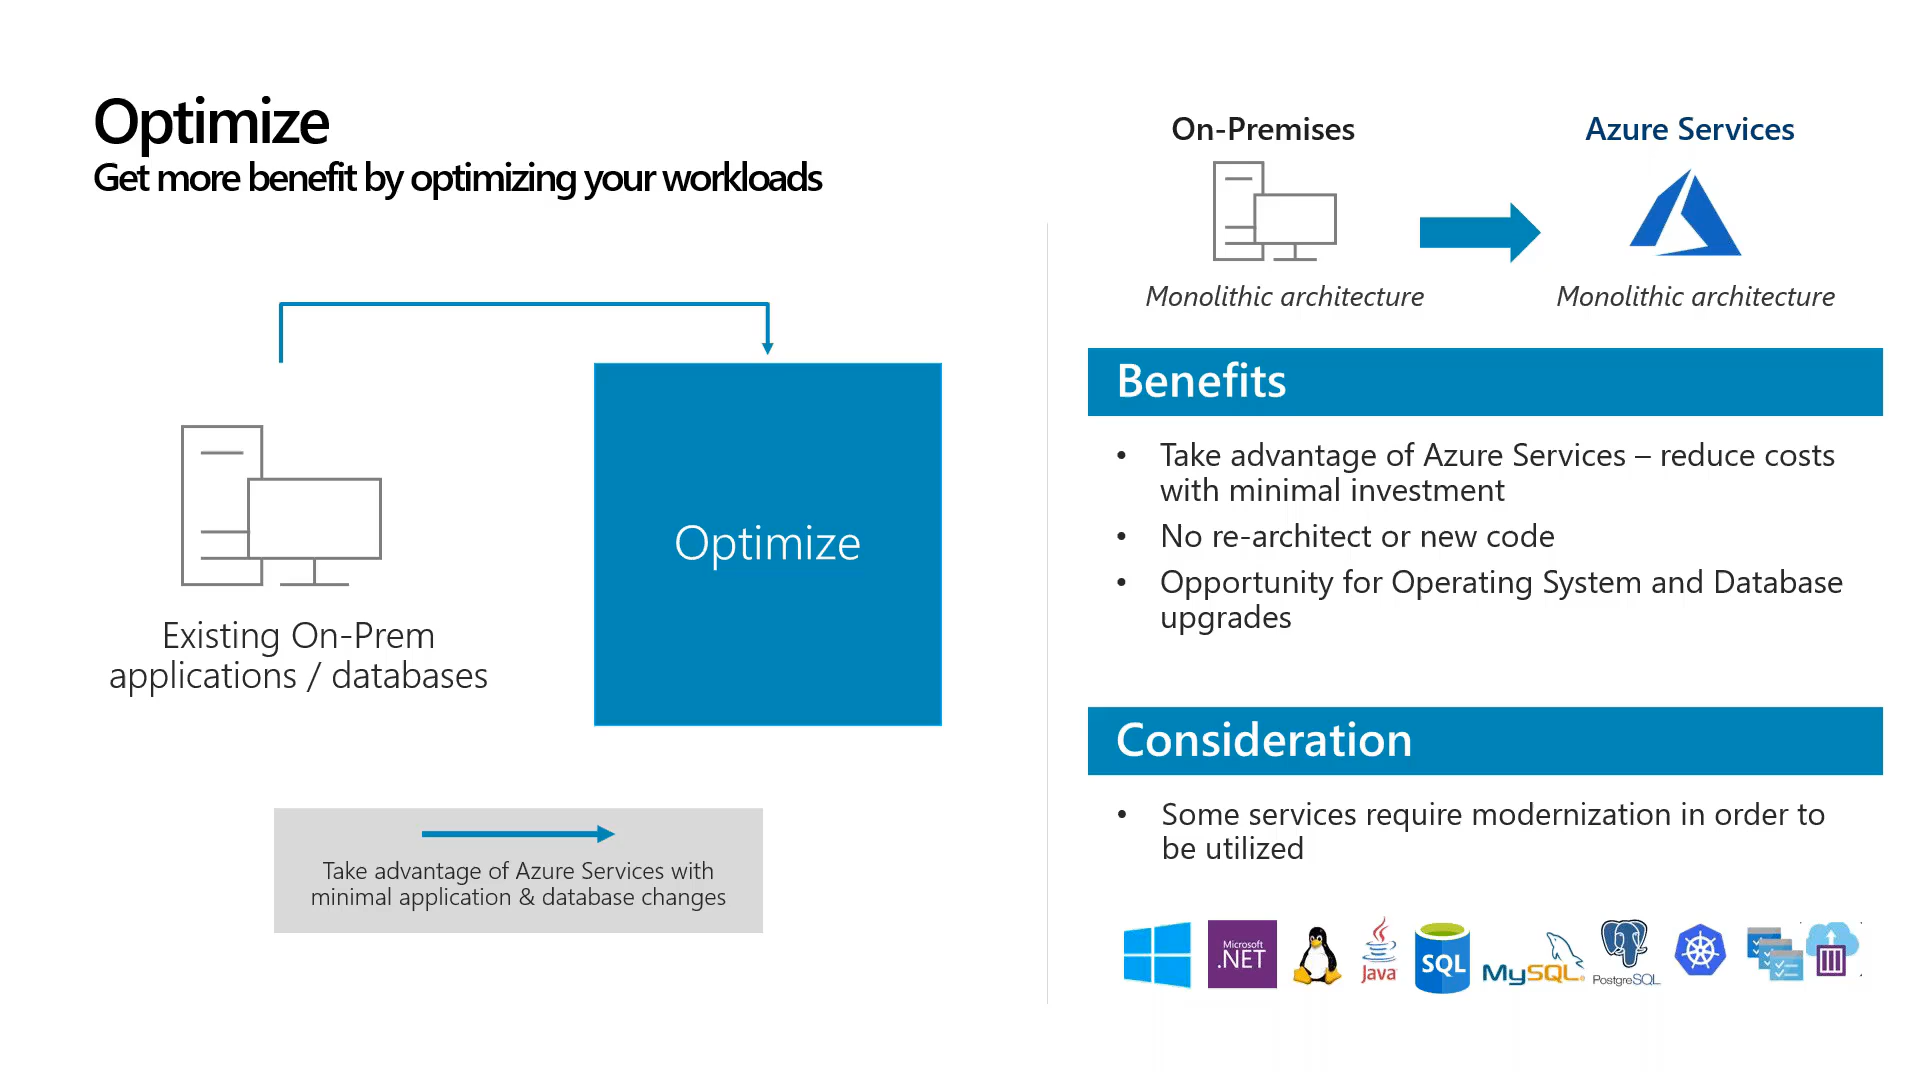 Optimize
Get more benefit by optimizing your workloads
Existing On-Prem
applications / databases
Optimize
Take advantage of Azure Services with
minimal application & database changes
On-Premises
Azure Services
Monolithic architecture
Monolithic architecture
Benefits
• Take advantage of Azure Services – reduce costs
with minimal investment
• No re-architect or new code
• Opportunity for Operating System and Database
upgrades
Consideration
• Some services require modernization in order to
be utilized
Microsoft
.NET
Java
SQL
MySQL
PostgreSQL